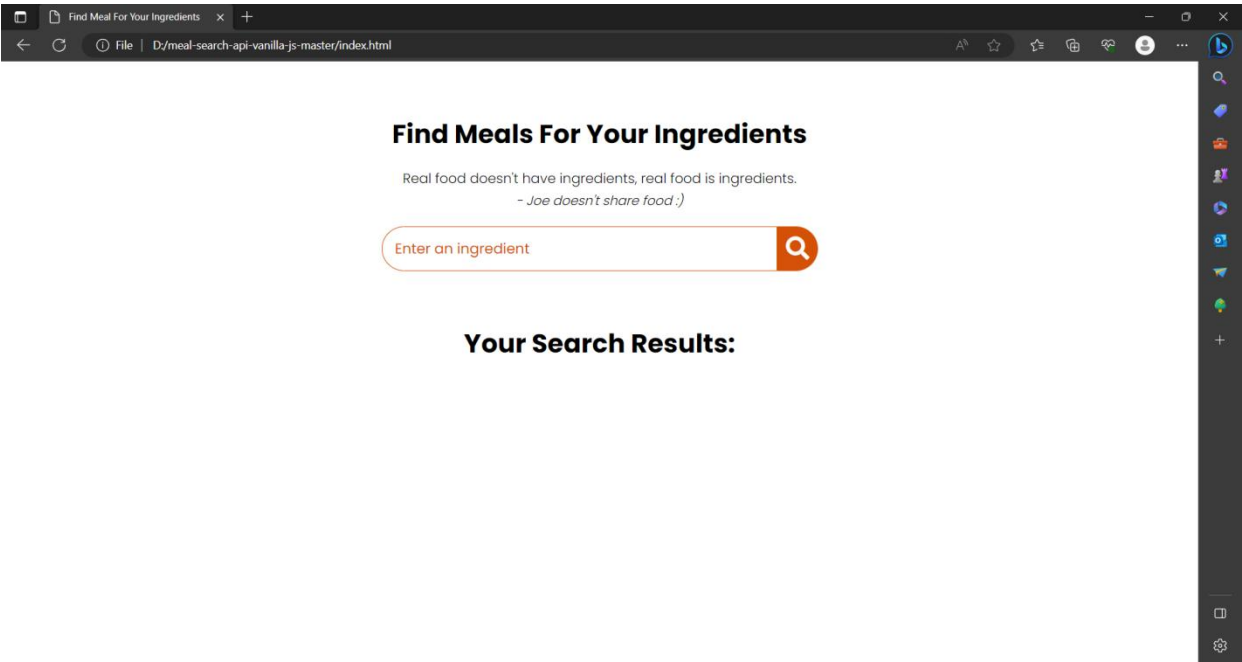 Find Meal For Your Ingredients
File | D:/meal-search-api-vanilla-js-master/index.html
Find Meals For Your Ingredients
Real food doesn't have ingredients, real food is ingredients.
- Joe doesn't share food :)
Enter an ingredient
Your Search Results: